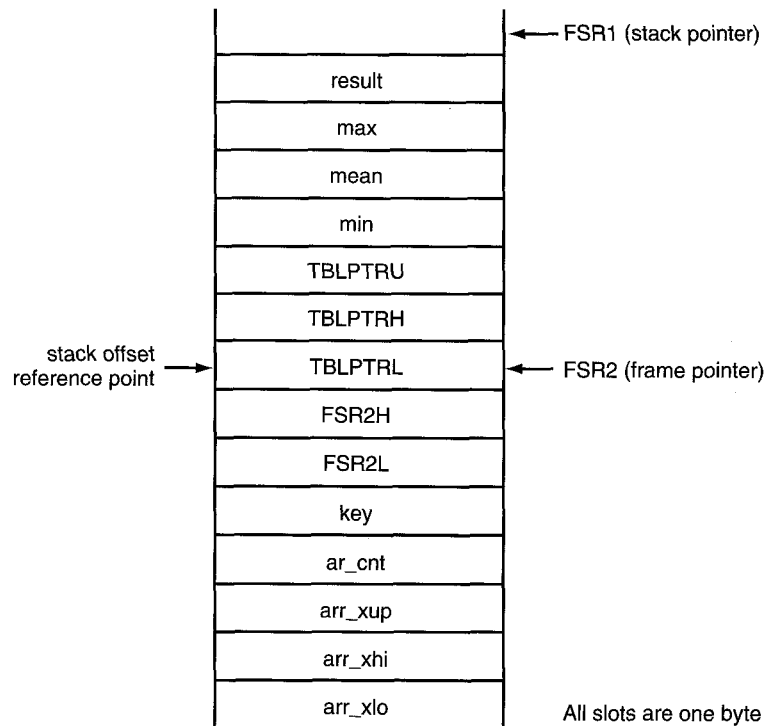 FSR1 (stack pointer)
result
max
mean
min
TBLPTRU
TBLPTRH
stack offset
reference point
TBLPTRL
FSR2 (frame pointer)
FSR2H
FSR2L
key
ar_cnt
arr_xup
arr_xhi
arr_xlo
All slots are one byte